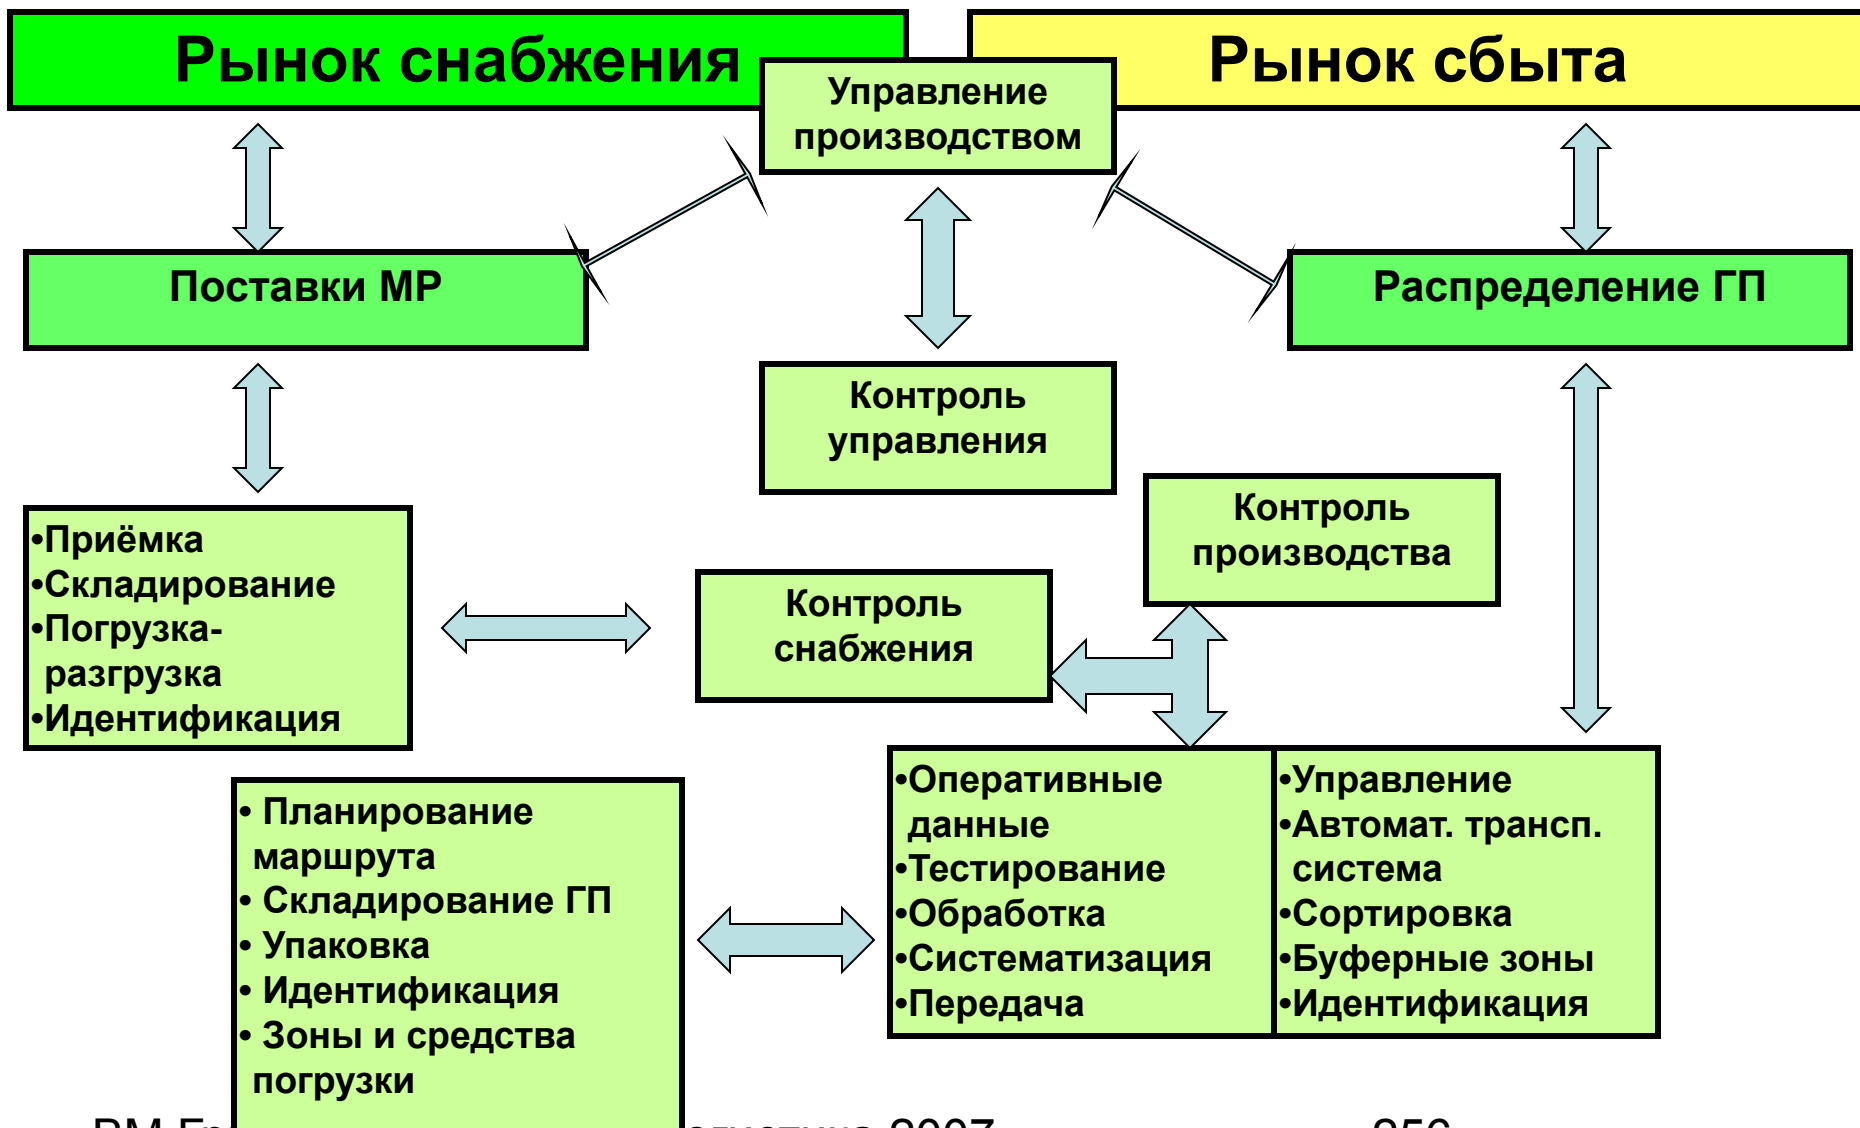 Рынок снабжения
Рынок сбыта
Управление
производством
Поставки МР
Распределение ГП
Контроль
управления
Контроль
производства
•Приёмка
•Складирование
•Погрузка-
разгрузка
•Идентификация
Контроль
снабжения
• Планирование
маршрута
• Складирование ГП
• Упаковка
• Идентификация
• Зоны и средства
погрузки
•Оперативные
данные
•Тестирование
•Обработка
•Систематизация
•Передача
•Управление
•Автомат. трансп.
система
•Сортировка
•Буферные зоны
•Идентификация
2007
256